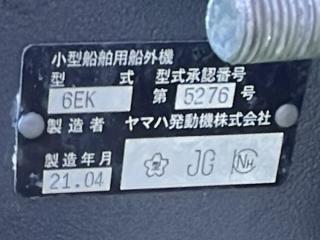 小型船舶用船外機
型 式 型式承認番号
6EK 第 5276 号
製造者 ヤマハ発動機株式会社
製造年月
21.04 JG NK